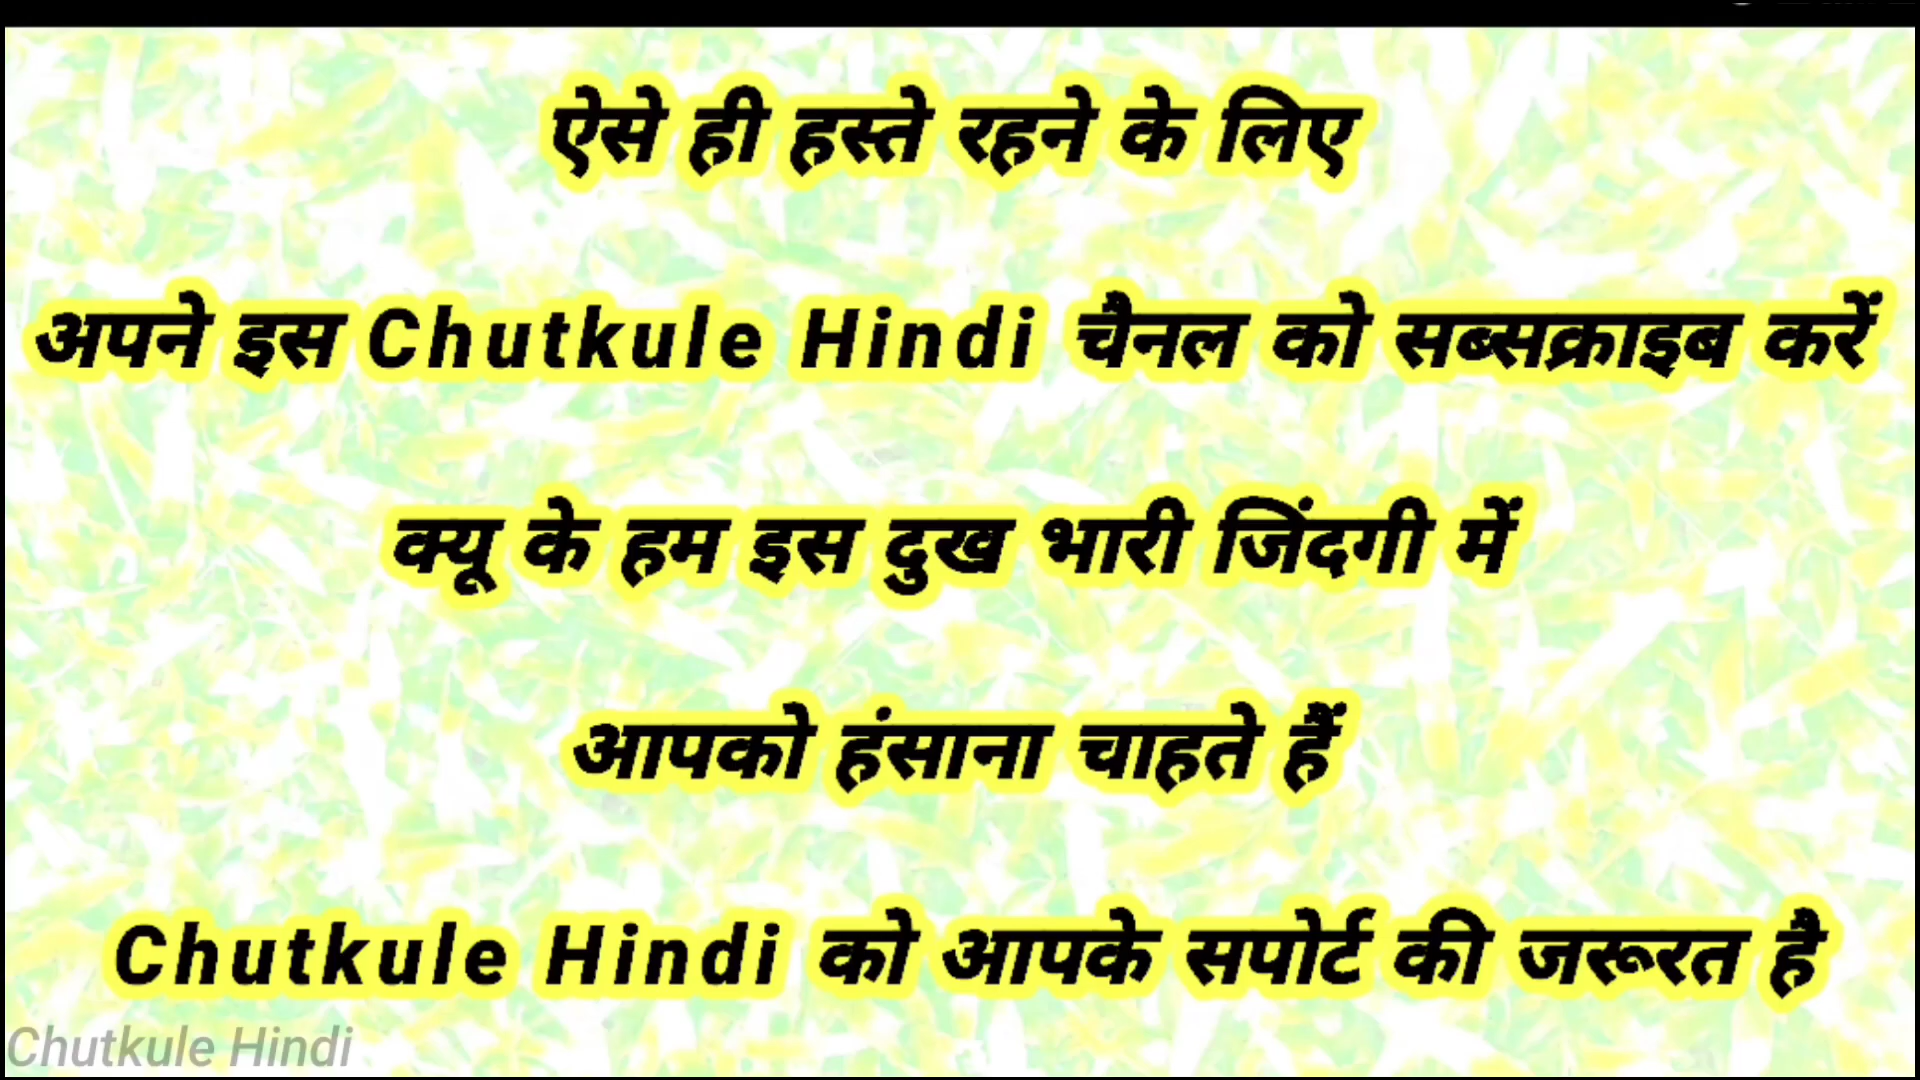 ऐसे ही हस्ते रहने के लिए
अपने इस Chutkule Hindi चैनल को सब्सक्राइब करें
क्यू के हम इस दुख भारी जिंदगी में
आपको हंसाना चाहते हैं
Chutkule Hindi को आपके सपोर्ट की जरूरत है
Chutkule Hindi